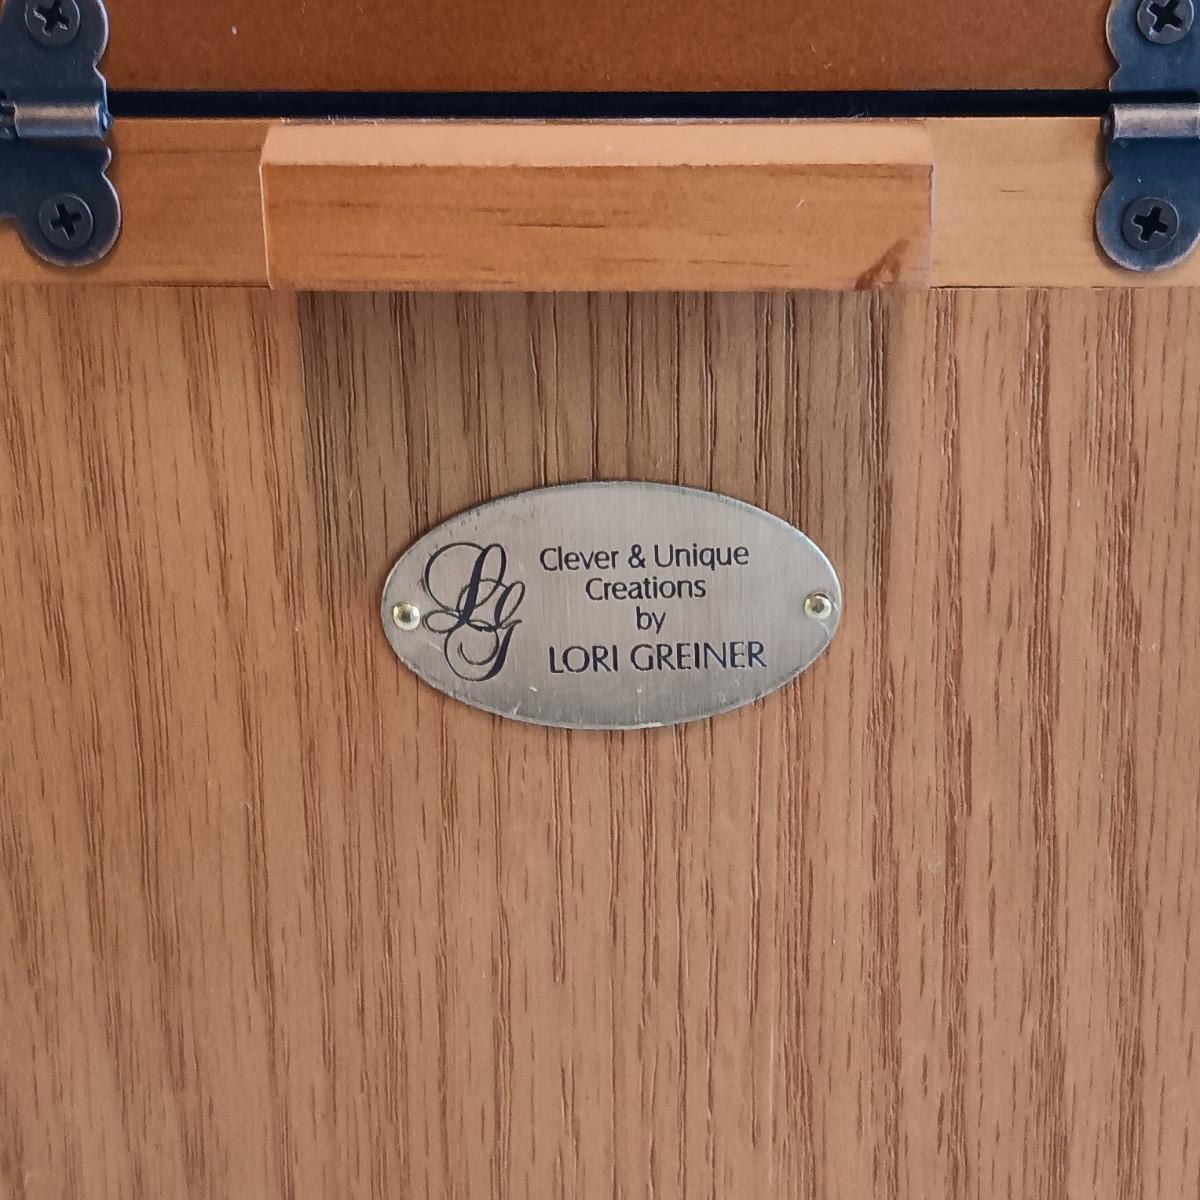 LG
Clever & Unique
Creations
by
LORI GREINER